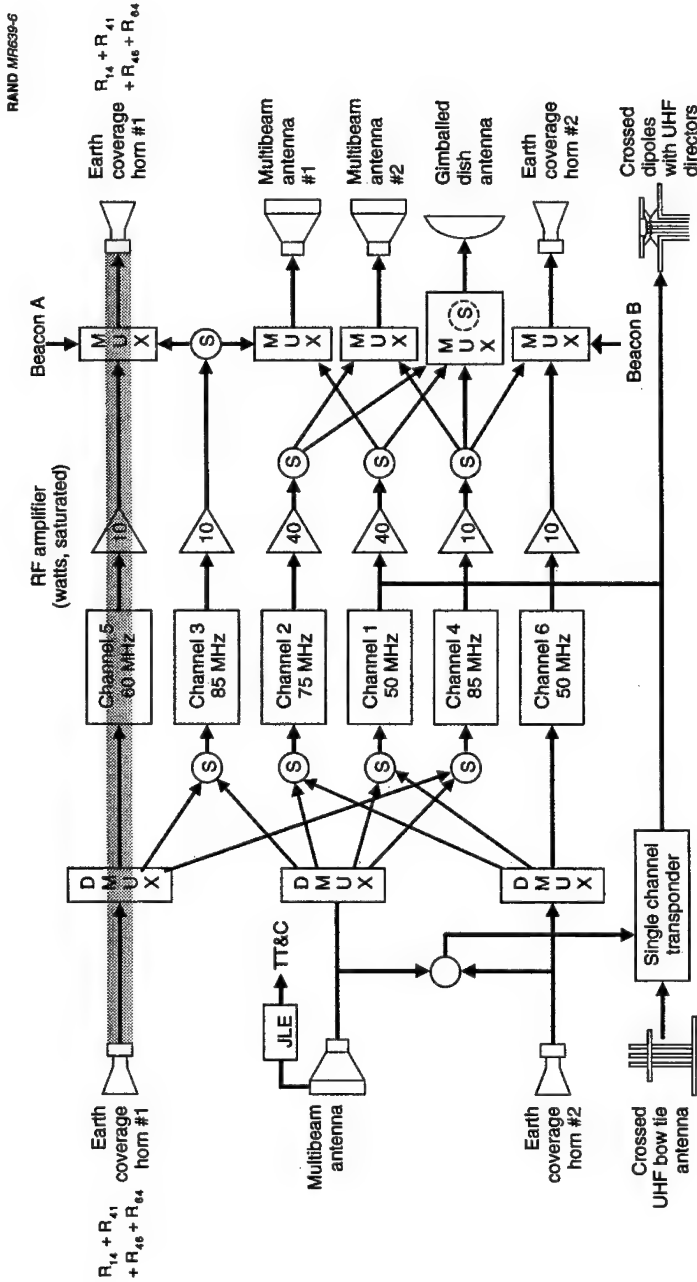 RAND MR639-6
R14 + R41
+ R46 + R64
Earth
coverage
horn #1
D
M
U
X
Channel 5
60 MHz
RF amplifier
(watts, saturated)
10
Beacon A
M
U
X
Earth
coverage
horn #1
R14 + R41
+ R46 + R64
S
Channel 3
85 MHz
10
S
M
U
X
Multibeam
antenna
#1
Multibeam
antenna
JLE
TT&C
D
M
U
X
S
Channel 2
75 MHz
40
S
M
U
X
Multibeam
antenna
#2
S
Channel 1
50 MHz
40
S
M
U
X
S
Gimballed
dish
antenna
S
Channel 4
85 MHz
10
S
Earth
coverage
horn #2
D
M
U
X
Channel 6
50 MHz
10
M
U
X
Beacon B
Earth
coverage
horn #2
Crossed
UHF bow tie
antenna
Single channel
transponder
Crossed
dipoles
with UHF
directors